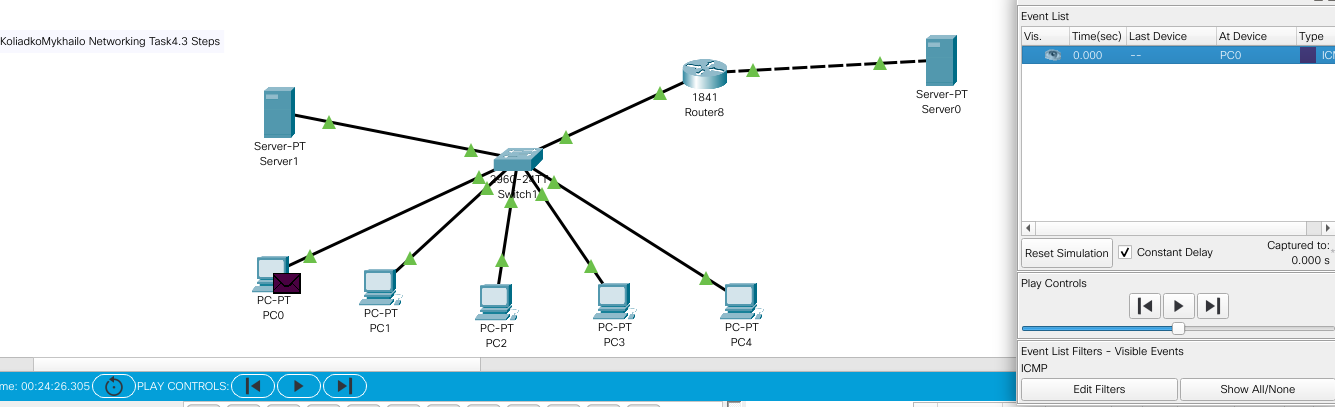 Event List
Vis. Time(sec) Last Device At Device Type
0.000 -- PC0
KoliadkoMykhailo Networking Task4.3 Steps
1841
Router8
Server-PT
Server0
Server-PT
Server1
2960-24TT
Switch1
PC-PT
PC0
PC-PT
PC1
PC-PT
PC2
PC-PT
PC3
PC-PT
PC4
Reset Simulation Constant Delay Captured to:
0.000 s
Play Controls
Event List Filters - Visible Events
ICMP
Edit Filters Show All/None
me: 00:24:26.305 PLAY CONTROLS: